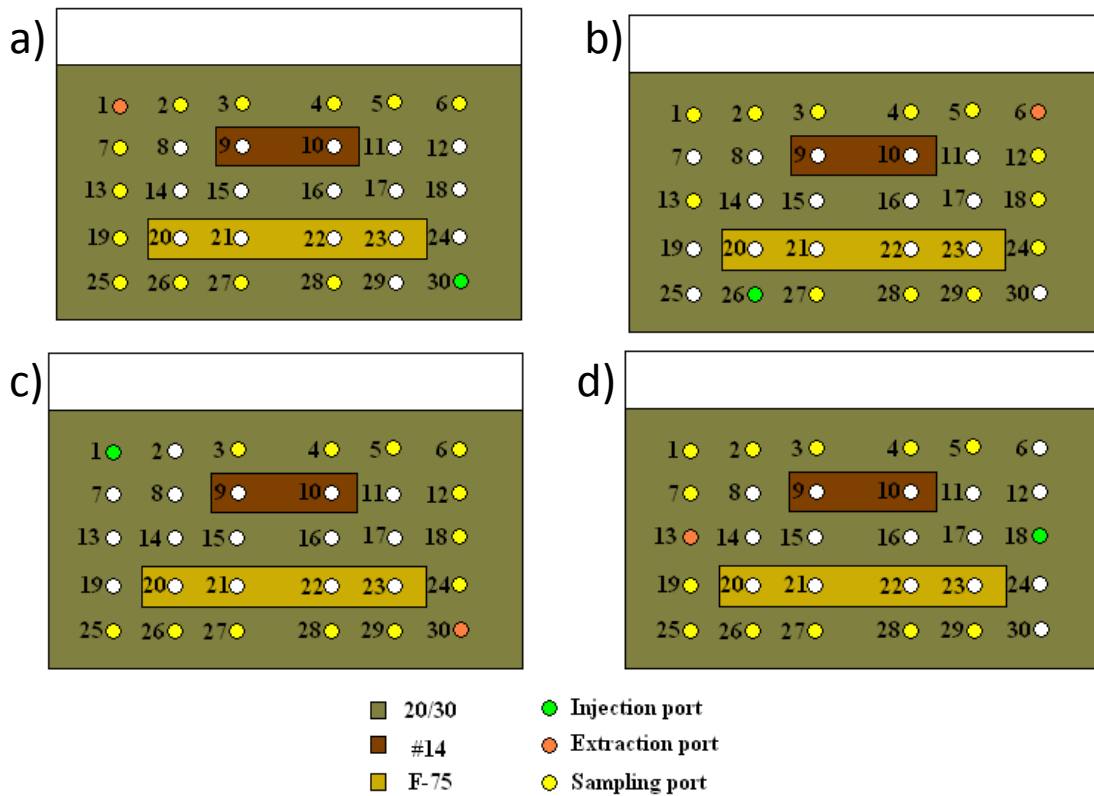 a)
1 2 3 4 5 6
7 8 9 10 11 12
13 14 15 16 17 18
19 20 21 22 23 24
25 26 27 28 29 30
b)
1 2 3 4 5 6
7 8 9 10 11 12
13 14 15 16 17 18
19 20 21 22 23 24
25 26 27 28 29 30
c)
1 2 3 4 5 6
7 8 9 10 11 12
13 14 15 16 17 18
19 20 21 22 23 24
25 26 27 28 29 30
d)
1 2 3 4 5 6
7 8 9 10 11 12
13 14 15 16 17 18
19 20 21 22 23 24
25 26 27 28 29 30
20/30
#14
F-75
Injection port
Extraction port
Sampling port